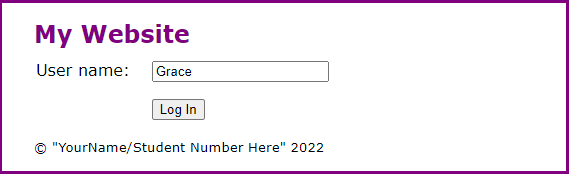 My Website
User name: Grace
Log In
© "YourName/Student Number Here" 2022